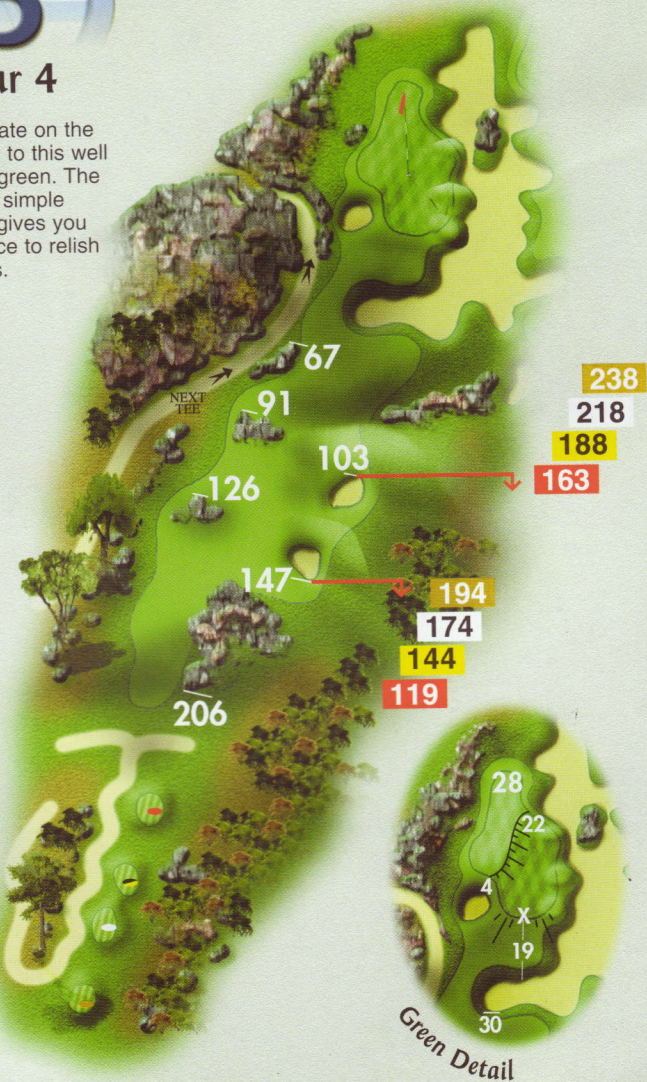 ur 4
ate on the
to this well
green. The
simple
gives you
ce to relish
s.
67
NEXT
TEE
91
103
126
147
206
238
218
188
163
194
174
144
119
28
22
4
X
19
30
Green Detail